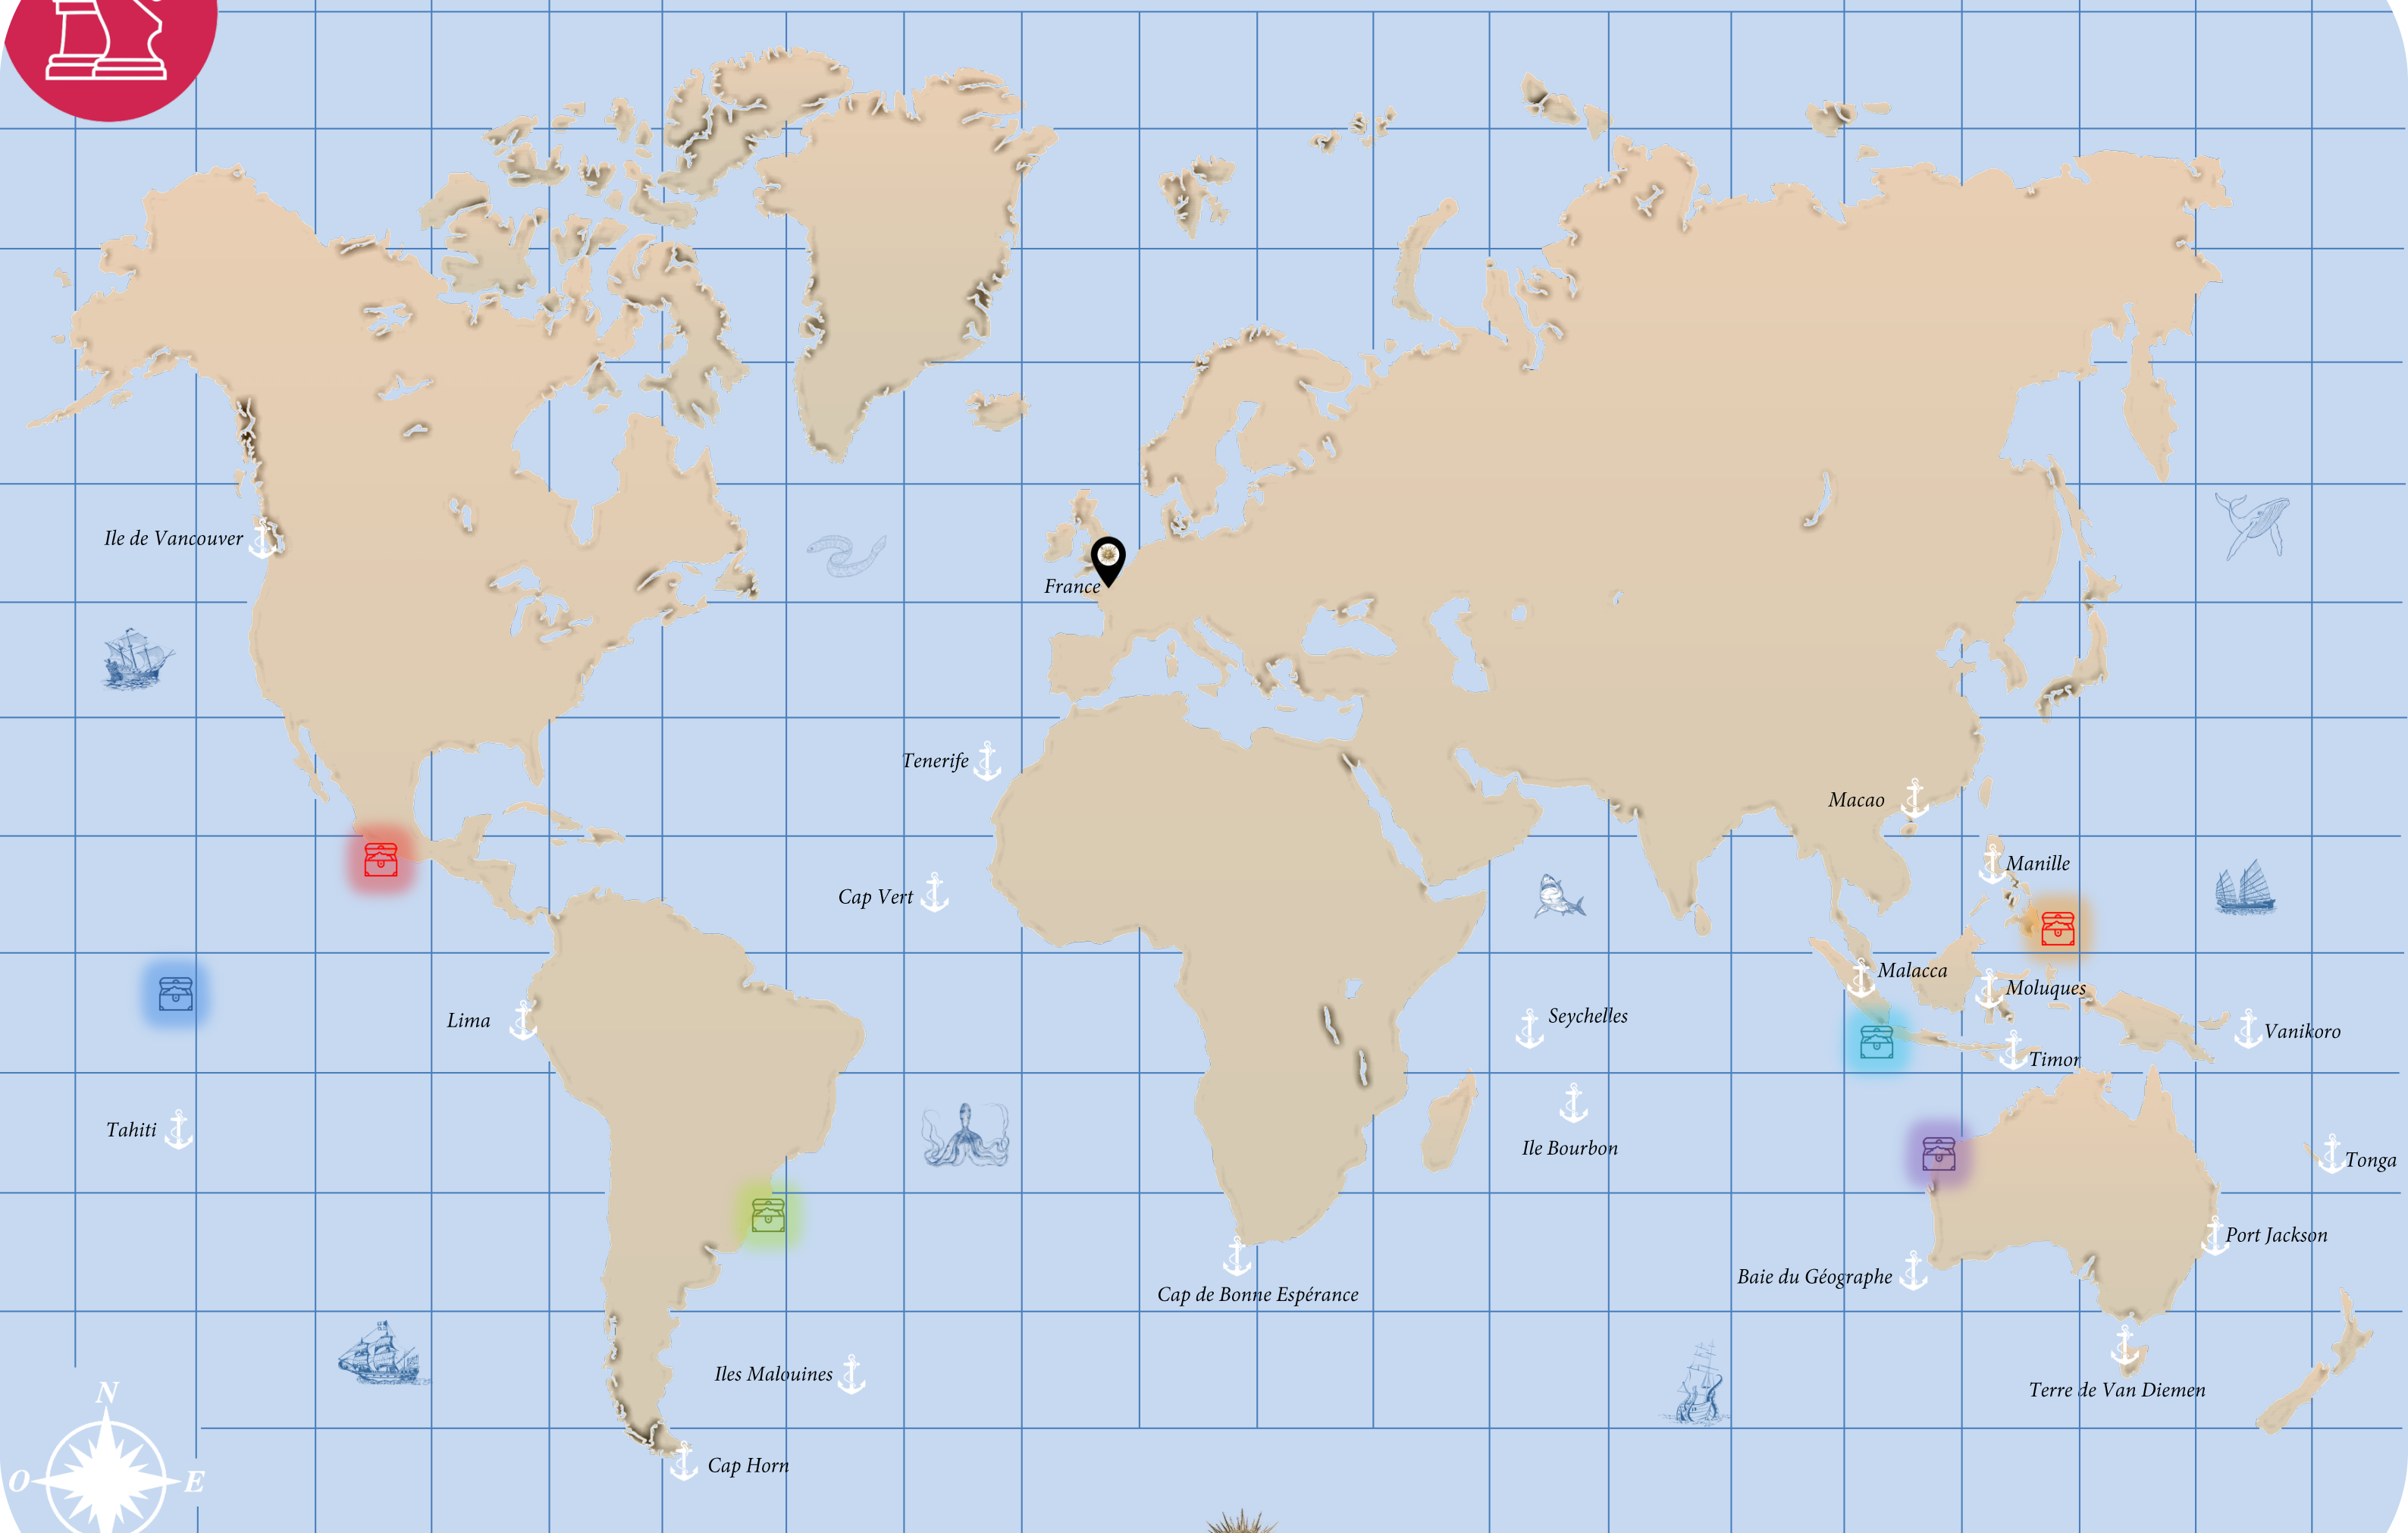 Ile de Vancouver
France
Tenerife
Macao
Manille
Cap Vert
Malacca
Moluques
Lima
Seychelles
Vanikoro
Timor
Tahiti
Ile Bourbon
Tonga
Port Jackson
Baie du Géographe
Cap de Bonne Espérance
Iles Malouines
Terre de Van Diemen
N
Cap Horn
O
E